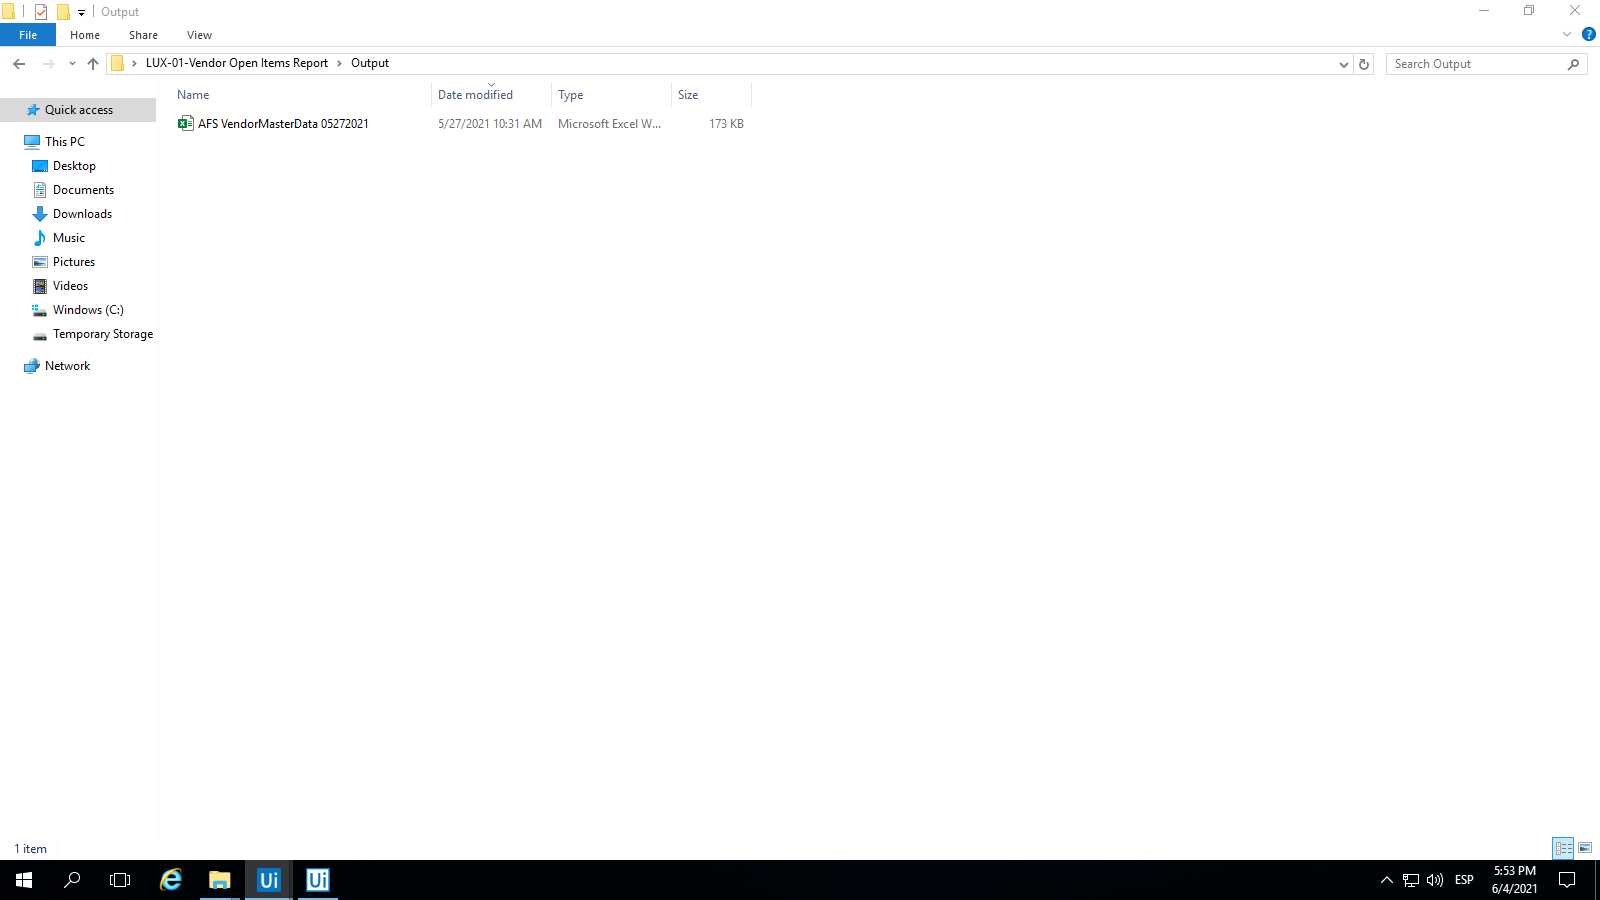 Output
File Home Share View
LUX-01-Vendor Open Items Report Output
Search Output
Name Date modified Type Size
AFS VendorMasterData 05272021 5/27/2021 10:31 AM Microsoft Excel W... 173 KB
Quick access
This PC
Desktop
Documents
Downloads
Music
Pictures
Videos
Windows (C:)
Temporary Storage
Network
1 item
Ui
Ui
ESP
5:53 PM
6/4/2021